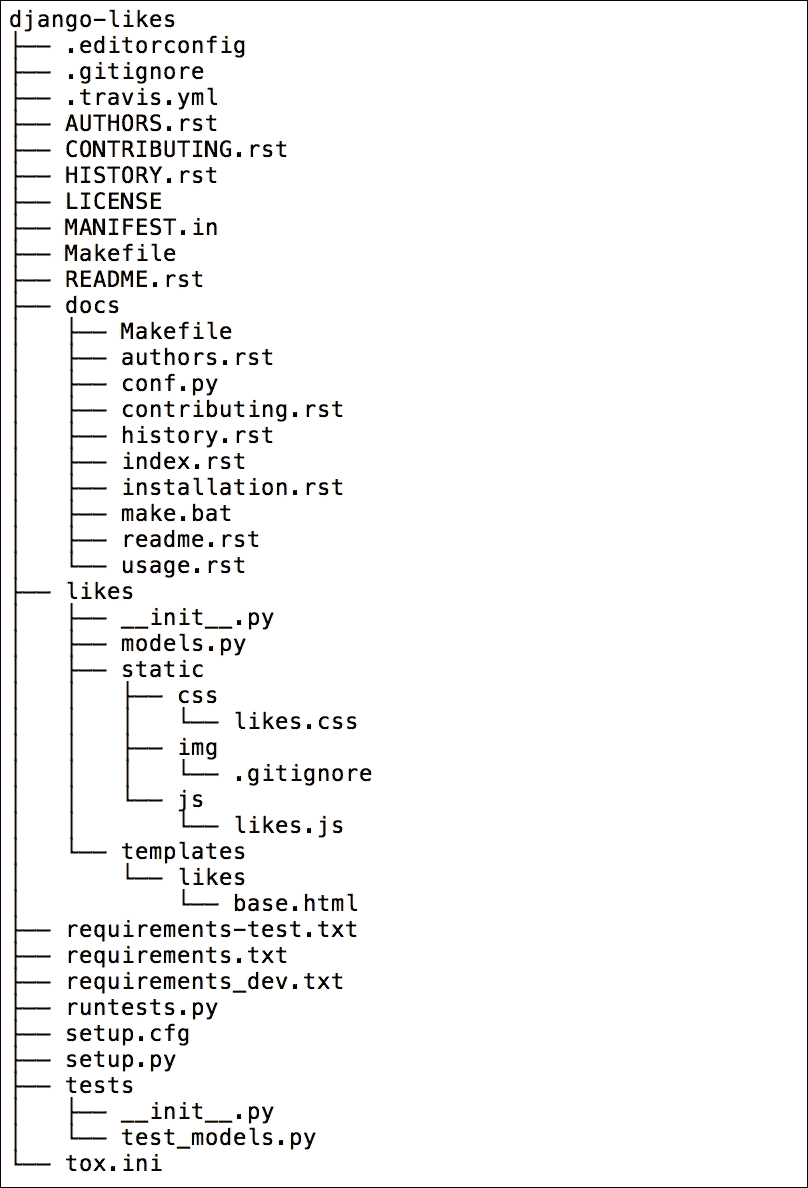 django-likes
├── .editorconfig
├── .gitignore
├── .travis.yml
├── AUTHORS.rst
├── CONTRIBUTING.rst
├── HISTORY.rst
├── LICENSE
├── MANIFEST.in
├── Makefile
├── README.rst
├── docs
│   ├── Makefile
│   ├── authors.rst
│   ├── conf.py
│   ├── contributing.rst
│   ├── history.rst
│   ├── index.rst
│   ├── installation.rst
│   ├── make.bat
│   ├── readme.rst
│   └── usage.rst
├── likes
│   ├── __init__.py
│   ├── models.py
│   ├── static
│   │   ├── css
│   │   │   └── likes.css
│   │   ├── img
│   │   │   └── .gitignore
│   │   └── js
│   │       └── likes.js
│   └── templates
│       └── likes
│           └── base.html
├── requirements-test.txt
├── requirements.txt
├── requirements_dev.txt
├── runtests.py
├── setup.cfg
├── setup.py
├── tests
│   ├── __init__.py
│   └── test_models.py
└── tox.ini